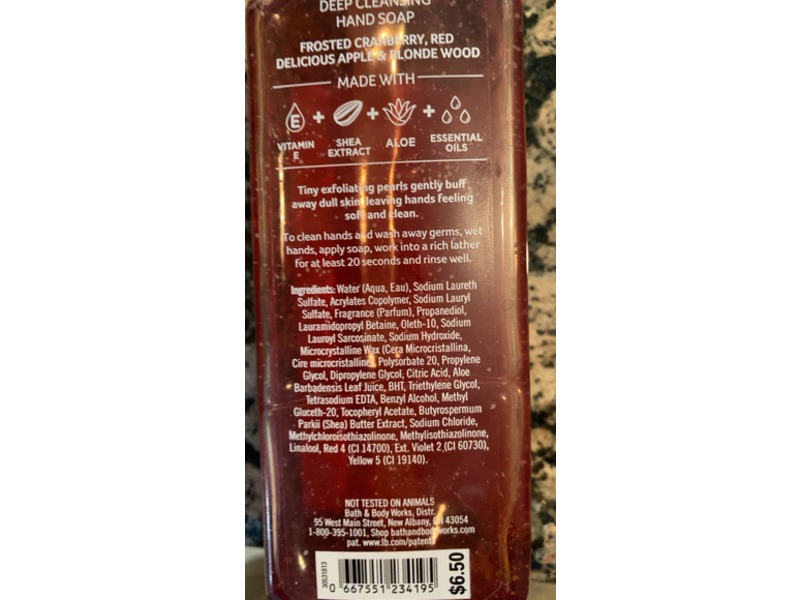 DEEP CLEANSING
HAND SOAP
FROSTED CRANBERRY, RED
DELICIOUS APPLE & BLONDE WOOD
MADE WITH
E + + +
VITAMIN E SHEA EXTRACT ALOE ESSENTIAL OILS
Tiny exfoliating pearls gently buff
away dull skin, leaving hands feeling
soft and clean.
To clean hands and wash away germs, wet
hands, apply soap, work into a rich lather
for at least 20 seconds and rinse well.
Ingredients: Water (Aqua, Eau), Sodium Laureth
Sulfate, Acrylates Copolymer, Sodium Lauryl
Sulfate, Fragrance (Parfum), Propanediol,
Lauramidopropyl Betaine, Oleth-10, Sodium
Lauroyl Sarcosinate, Sodium Hydroxide,
Microcrystalline Wax (Cera Microcristallina,
Cire microcristalline), Polysorbate 20, Propylene
Glycol, Dipropylene Glycol, Citric Acid, Aloe
Barbadensis Leaf Juice, BHT, Triethylene Glycol,
Tetrasodium EDTA, Benzyl Alcohol, Methyl
Gluceth-20, Tocopheryl Acetate, Butyrospermum
Parkii (Shea) Butter Extract, Sodium Chloride,
Methylchloroisothiazolinone, Methylisothiazolinone,
Linalool, Red 4 (CI 14700), Ext. Violet 2 (CI 60730),
Yellow 5 (CI 19140).
NOT TESTED ON ANIMALS
Bath & Body Works, Distr.
95 West Main Street, New Albany, OH 43054
1-800-395-1001, Shop bathandbodyworks.com
pat. www.lb.com/patents
30531813
0 667551 234195
$6.50